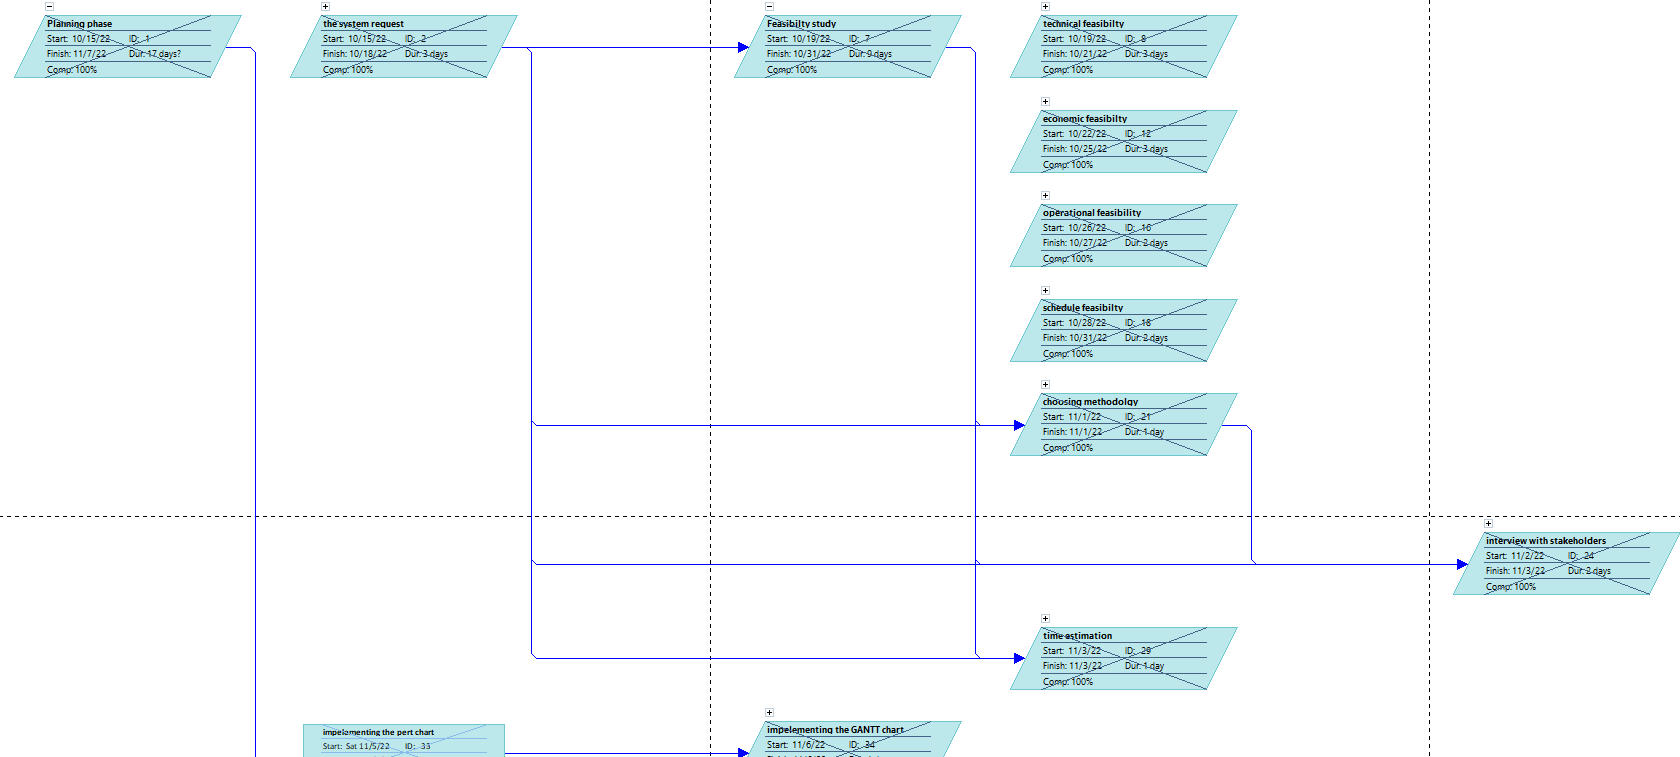 Planning phase
Start: 10/15/22 ID: 1
Finish: 11/7/22 Dur: 17 days?
Comp: 100%
the system request
Start: 10/15/22 ID: 2
Finish: 10/18/22 Dur: 3 days
Comp: 100%
Feasibilty study
Start: 10/19/22 ID: 7
Finish: 10/31/22 Dur: 9 days
Comp: 100%
technical feasibilty
Start: 10/19/22 ID: 8
Finish: 10/21/22 Dur: 3 days
Comp: 100%
economic feasibilty
Start: 10/22/22 ID: 12
Finish: 10/25/22 Dur: 3 days
Comp: 100%
operational feasibility
Start: 10/26/22 ID: 16
Finish: 10/27/22 Dur: 2 days
Comp: 100%
schedule feasibilty
Start: 10/28/22 ID: 18
Finish: 10/31/22 Dur: 2 days
Comp: 100%
choosing methodolgy
Start: 11/1/22 ID: 21
Finish: 11/1/22 Dur: 1 day
Comp: 100%
interview with stakeholders
Start: 11/2/22 ID: 24
Finish: 11/3/22 Dur: 2 days
Comp: 100%
time estimation
Start: 11/3/22 ID: 29
Finish: 11/3/22 Dur: 1 day
Comp: 100%
impelementing the pert chart
Start: Sat 11/5/22 ID: 33
impelementing the GANTT chart
Start: 11/6/22 ID: 34